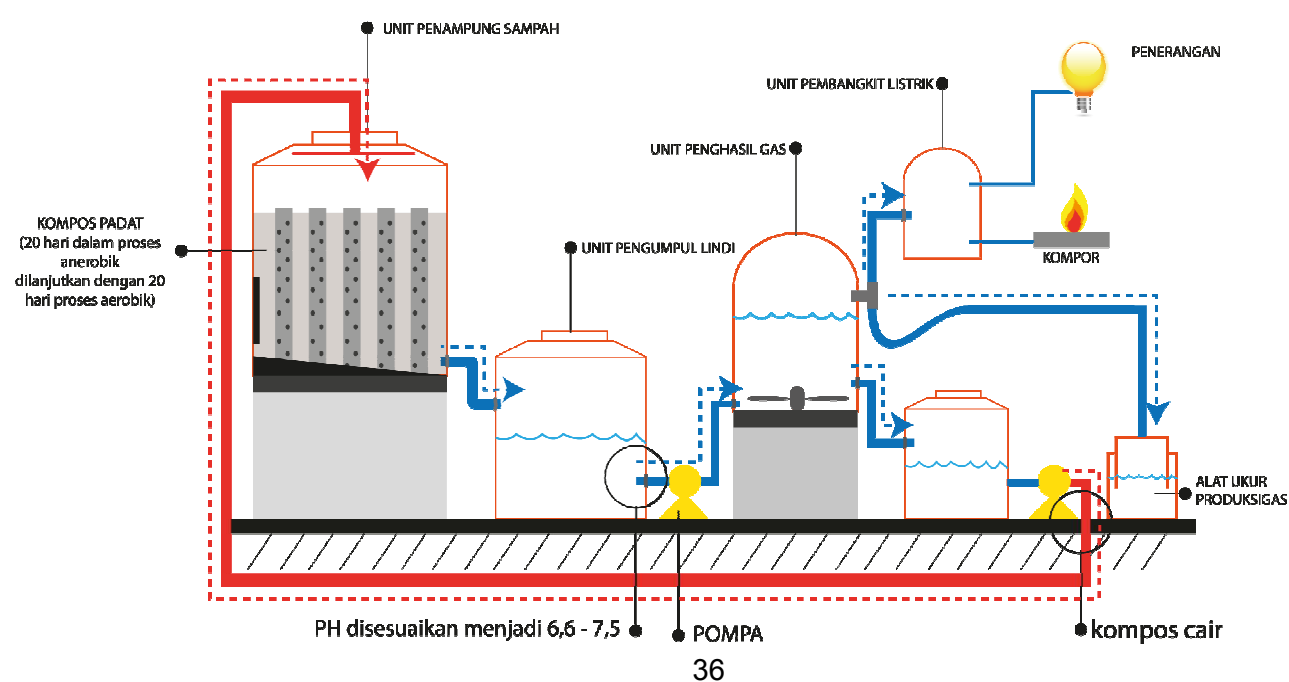 UNIT PENAMPUNG SAMPAH
PENERANGAN
UNIT PEMBANGKIT LISTRIK
UNIT PENGHASIL GAS
KOMPOS PADAT
(20 hari dalam proses
anerobik
dilanjutkan dengan 20
hari proses aerobik)
UNIT PENGUMPUL LINDI
KOMPOR
ALAT UKUR
PRODUKSIGAS
PH disesuaikan menjadi 6,6 - 7,5
POMPA
kompos cair
36